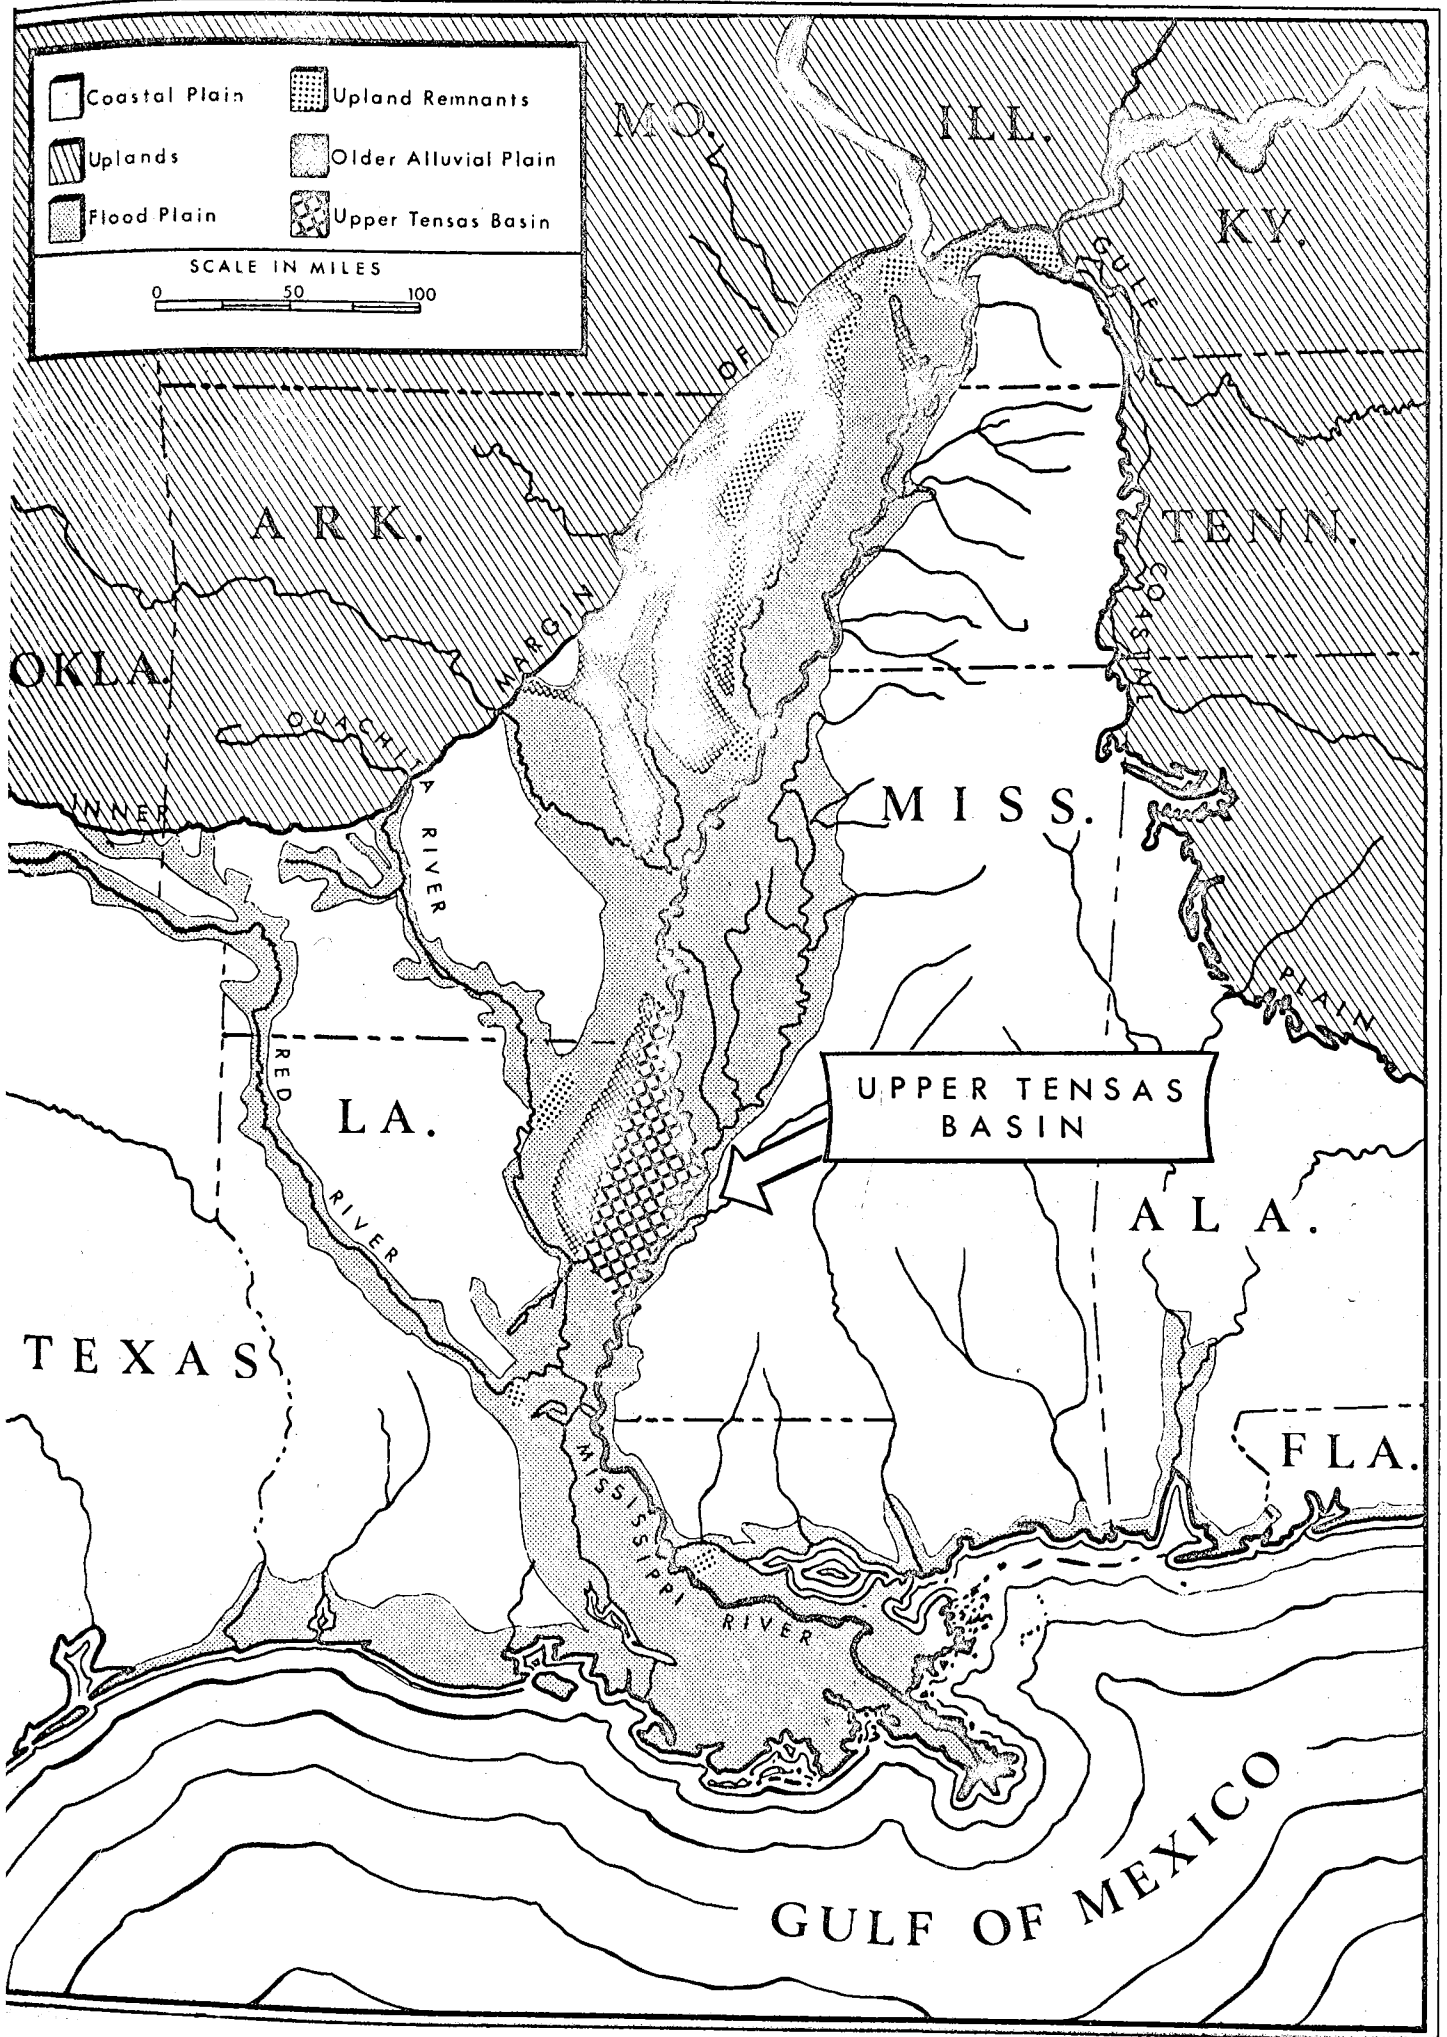 Coastal Plain
Uplands
Flood Plain
Upland Remnants
Older Alluvial Plain
Upper Tensas Basin
SCALE IN MILES
0 50 100
MO.
ILL.
KY.
ARK.
TENN.
OKLA.
INNER MARGIN OF GULF COASTAL PLAIN
OUACHITA RIVER
MISS.
LA.
RED RIVER
UPPER TENSAS
BASIN
ALA.
TEXAS
FLA.
MISSISSIPPI RIVER
GULF OF MEXICO